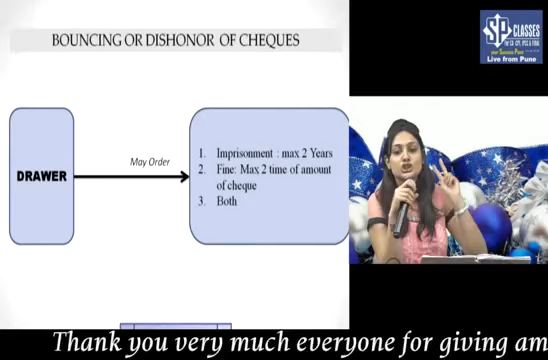 BOUNCING OR DISHONOR OF CHEQUES
SP CLASSES
Live from Pune
DRAWER
May Order
1. Imprisonment : max 2 Years
2. Fine: Max 2 time of amount
of cheque
3. Both
Thank you very much everyone for giving am